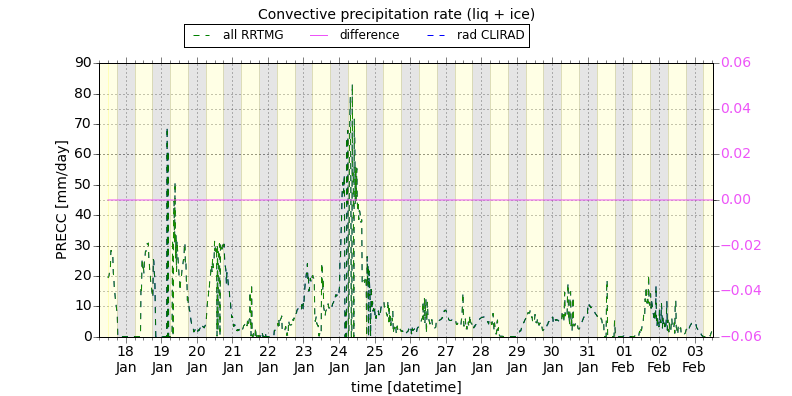 Convective precipitation rate (liq + ice)
all RRTMG difference rad CLIRAD
PRECC [mm/day]
90
80
70
60
50
40
30
20
10
0
0.06
0.04
0.02
0.00
−0.02
−0.04
−0.06
18 19 20 21 22 23 24 25 26 27 28 29 30 31 01 02 03
Jan Jan Jan Jan Jan Jan Jan Jan Jan Jan Jan Jan Jan Jan Feb Feb Feb
time [datetime]